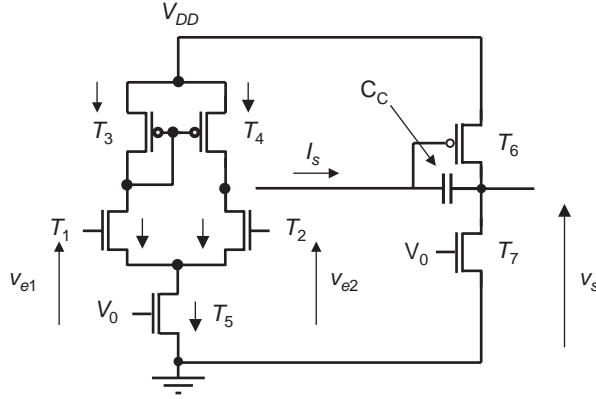 V_DD
C_C
T_3
T_4
T_6
I_s
T_1
T_2
V_0
T_7
v_e1
V_0
T_5
v_e2
v_s